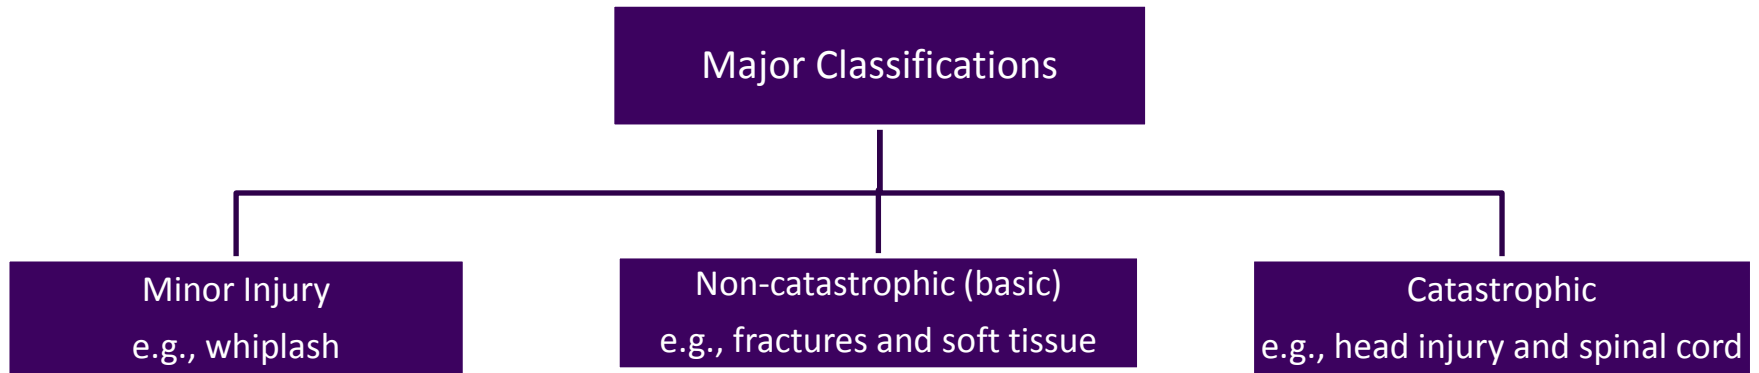 Major Classifications
Minor Injury
e.g., whiplash
Non-catastrophic (basic)
e.g., fractures and soft tissue
Catastrophic
e.g., head injury and spinal cord